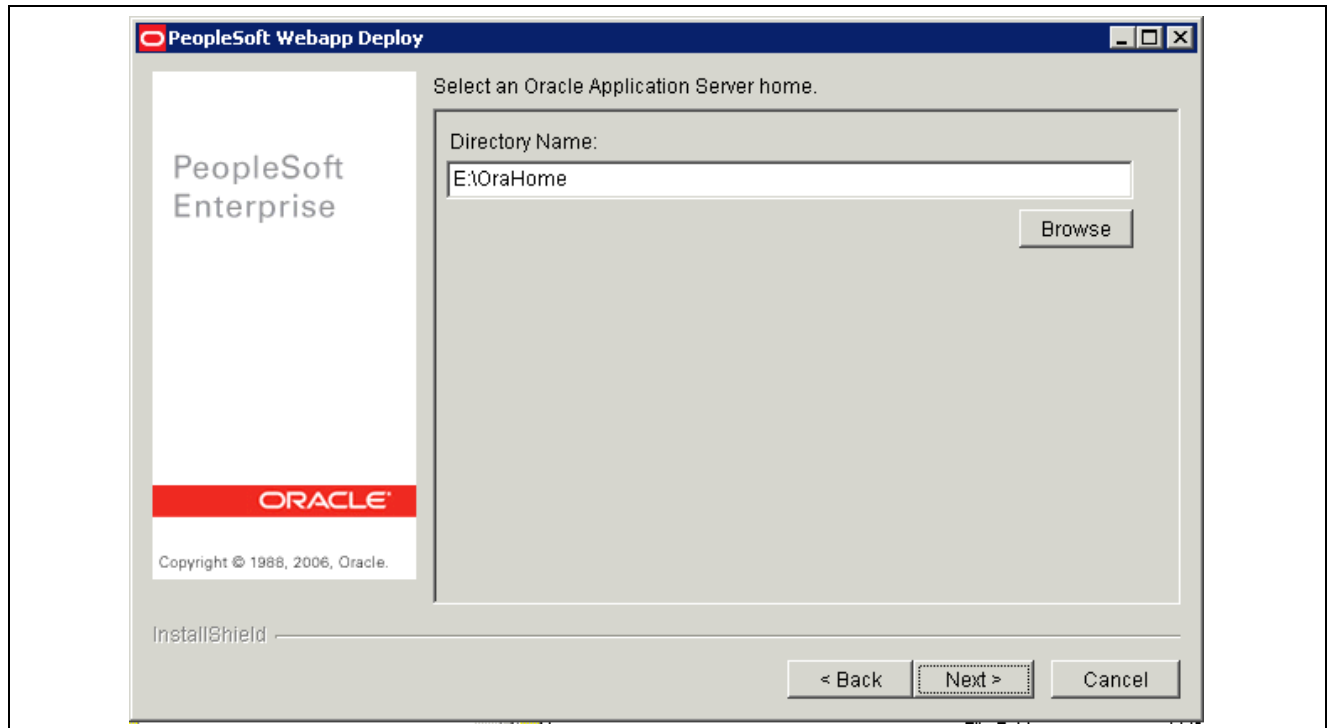 PeopleSoft Webapp Deploy
Select an Oracle Application Server home.
Directory Name:
E:\OraHome
Browse
PeopleSoft
Enterprise
ORACLE
Copyright © 1988, 2006, Oracle.
InstallShield
< Back
Next >
Cancel